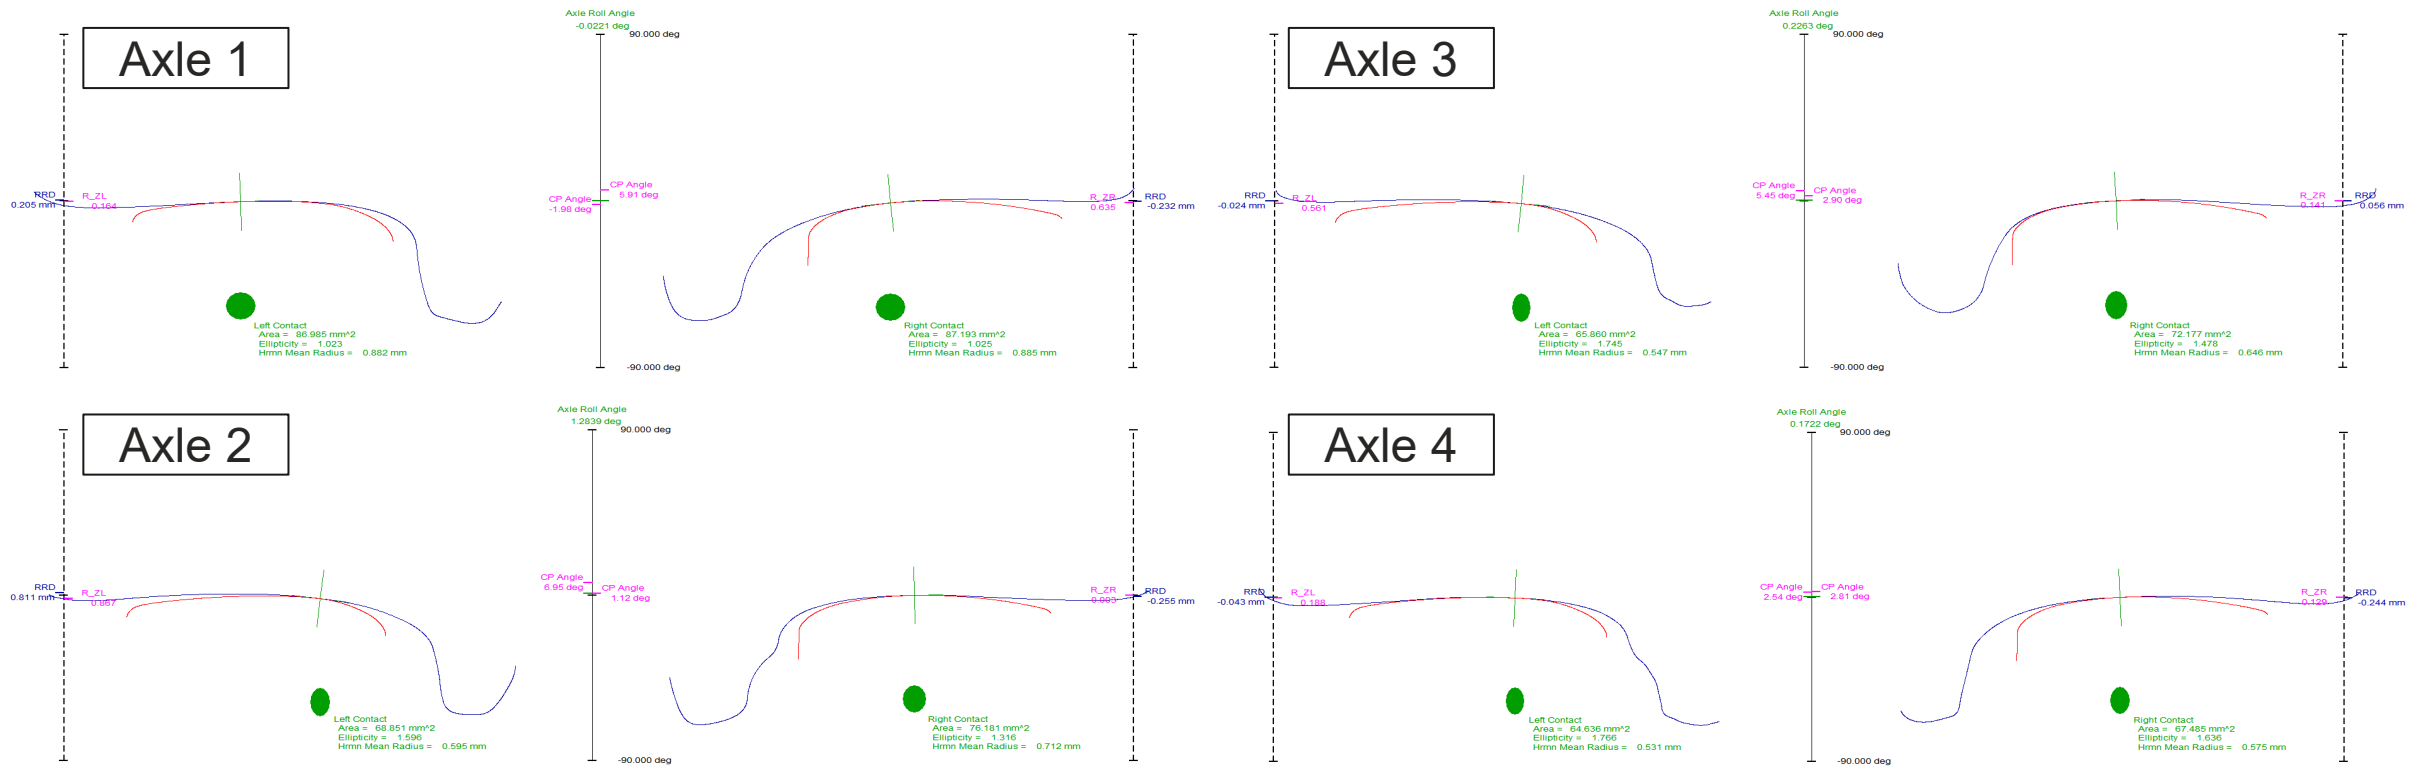 Axle 1
Axle Roll Angle
-0.0221 deg
90.000 deg
RRD
0.205 mm
R_ZL
0.164
CP Angle
5.91 deg
CP Angle
-1.98 deg
R_ZR
0.635
RRD
-0.232 mm
Left Contact
Area = 86.985 mm^2
Ellipticity = 1.023
Hrmn Mean Radius = 0.882 mm
Right Contact
Area = 87.193 mm^2
Ellipticity = 1.025
Hrmn Mean Radius = 0.885 mm
-90.000 deg
Axle 3
Axle Roll Angle
0.2263 deg
90.000 deg
RRD
-0.024 mm
R_ZL
0.561
CP Angle
5.45 deg
CP Angle
2.90 deg
R_ZR
0.141
RRD
0.056 mm
Left Contact
Area = 65.860 mm^2
Ellipticity = 1.745
Hrmn Mean Radius = 0.547 mm
Right Contact
Area = 72.177 mm^2
Ellipticity = 1.478
Hrmn Mean Radius = 0.646 mm
-90.000 deg
Axle 2
Axle Roll Angle
1.2839 deg
90.000 deg
RRD
0.811 mm
R_ZL
0.867
CP Angle
6.95 deg
CP Angle
1.12 deg
R_ZR
RRD
-0.255 mm
Left Contact
Area = 68.851 mm^2
Ellipticity = 1.596
Hrmn Mean Radius = 0.595 mm
Right Contact
Area = 76.181 mm^2
Ellipticity = 1.316
Hrmn Mean Radius = 0.712 mm
-90.000 deg
Axle 4
Axle Roll Angle
0.1722 deg
90.000 deg
RRD
-0.043 mm
R_ZL
0.188
CP Angle
2.54 deg
CP Angle
2.81 deg
R_ZR
0.129
RRD
-0.244 mm
Left Contact
Area = 64.636 mm^2
Ellipticity = 1.766
Hrmn Mean Radius = 0.531 mm
Right Contact
Area = 67.485 mm^2
Ellipticity = 1.636
Hrmn Mean Radius = 0.575 mm
-90.000 deg